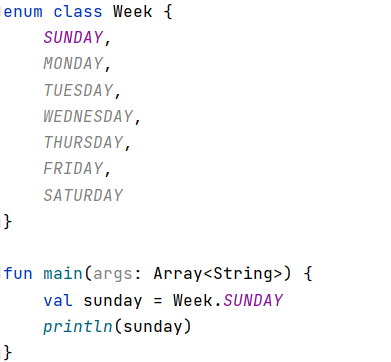 enum class Week {
    SUNDAY,
    MONDAY,
    TUESDAY,
    WEDNESDAY,
    THURSDAY,
    FRIDAY,
    SATURDAY
}

fun main(args: Array<String>) {
    val sunday = Week.SUNDAY
    println(sunday)
}